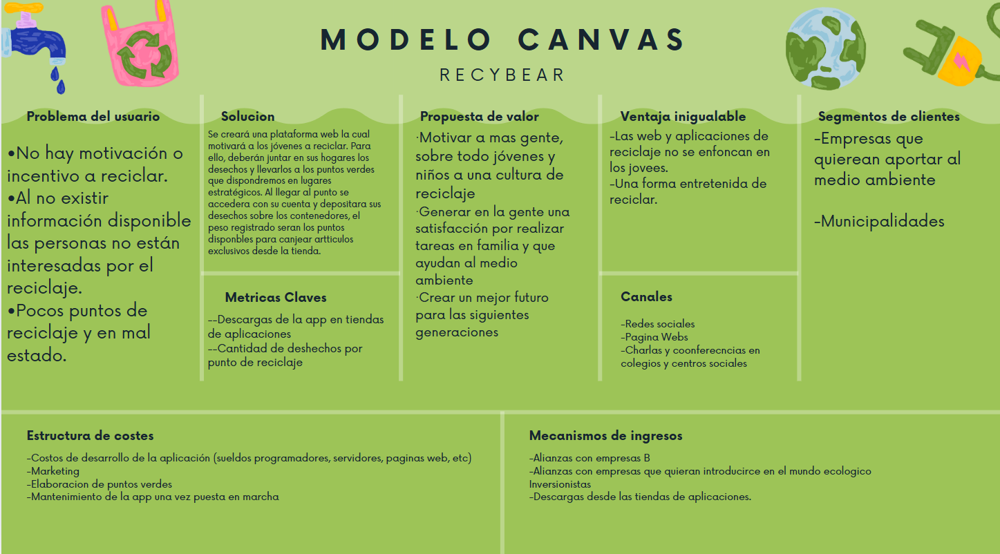 MODELO CANVAS
RECYBEAR
Problema del usuario
•No hay motivación o
incentivo a reciclar.
•Al no existir
información disponible
las personas no están
interesadas por el
reciclaje.
•Pocos puntos de
reciclaje y en mal
estado.
Solucion
Se creará una plataforma web la cual
motivará a los jóvenes a reciclar. Para
ello, deberán juntar en sus hogares los
desechos y llevarlos a los puntos verdes
que dispondremos en lugares
estratégicos. Al llegar al punto se
accedera con su cuenta y depositara sus
desechos sobre los contenedores, el
peso registrado seran los puntos
disponbles para canjear artticulos
exclusivos desde la tienda.
Metricas Claves
--Descargas de la app en tiendas
de aplicaciones
--Cantidad de deshechos por
punto de reciclaje
Propuesta de valor
·Motivar a mas gente,
sobre todo jóvenes y
niños a una cultura de
reciclaje
·Generar en la gente una
satisfacción por realizar
tareas en familia y que
ayudan al medio
ambiente
·Crear un mejor futuro
para las siguientes
generaciones
Ventaja inigualable
-Las web y aplicaciones de
reciclaje no se enfoncan en
los jovees.
-Una forma entretenida de
reciclar.
Canales
-Redes sociales
-Pagina Webs
-Charlas y coonferecncias en
colegios y centros sociales
Segmentos de clientes
-Empresas que
quierean aportar al
medio ambiente
-Municipalidades
Estructura de costes
-Costos de desarrollo de la aplicación (sueldos programadores, servidores, paginas web, etc)
-Marketing
-Elaboracion de puntos verdes
-Mantenimiento de la app una vez puesta en marcha
Mecanismos de ingresos
-Alianzas con empresas B
-Alianzas con empresas que quieran introducirce en el mundo ecologico
Inversionistas
-Descargas desde las tiendas de aplicaciones.